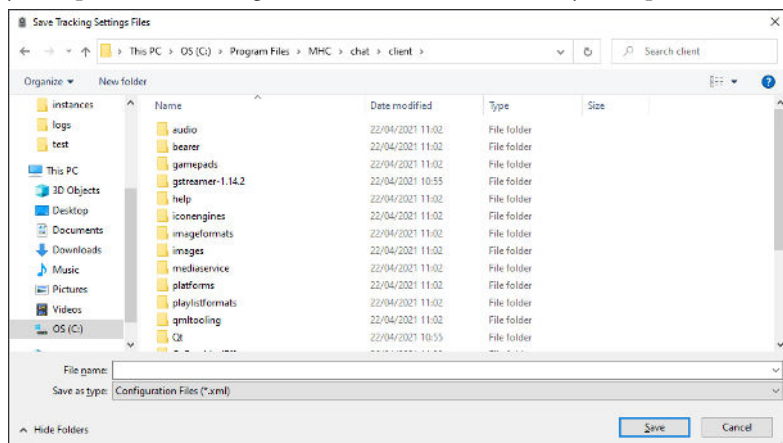 Save Tracking Settings Files
This PC > OS (C:) > Program Files > MHC > chat > client >
Search client
Organize New folder
instances
logs
test
This PC
3D Objects
Desktop
Documents
Downloads
Music
Pictures
Videos
OS (C:)
Name Date modified Type Size
audio 22/04/2021 11:02 File folder
bearer 22/04/2021 11:02 File folder
gamepads 22/04/2021 11:02 File folder
gstreamer-1.14.2 22/04/2021 10:55 File folder
help 22/04/2021 11:02 File folder
iconengines 22/04/2021 11:02 File folder
imageformats 22/04/2021 11:02 File folder
images 22/04/2021 11:02 File folder
mediaservice 22/04/2021 11:02 File folder
platforms 22/04/2021 11:02 File folder
playlistformats 22/04/2021 11:02 File folder
qmltooling 22/04/2021 11:02 File folder
Qt 22/04/2021 10:55 File folder
File name:
Save as type: Configuration Files (*.xml)
Hide Folders
Save Cancel